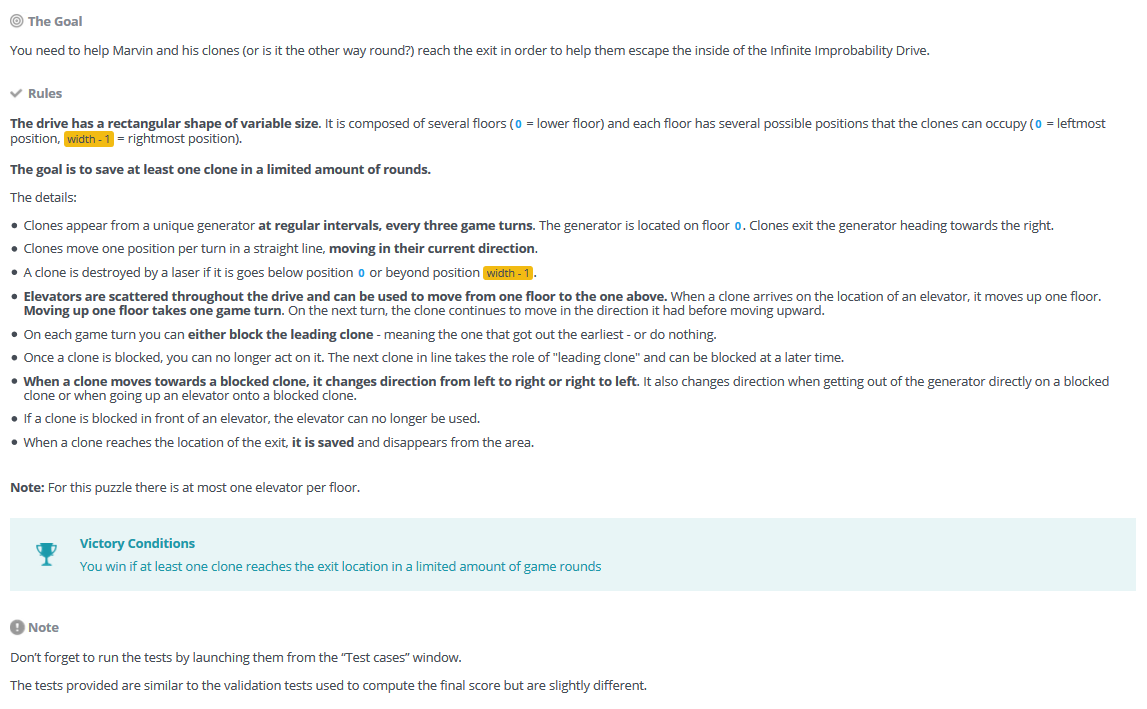 The Goal
You need to help Marvin and his clones (or is it the other way round?) reach the exit in order to help them escape the inside of the Infinite Improbability Drive.
Rules
The drive has a rectangular shape of variable size. It is composed of several floors (0 = lower floor) and each floor has several possible positions that the clones can occupy (0 = leftmost
position, width - 1 = rightmost position).
The goal is to save at least one clone in a limited amount of rounds.
The details:
• Clones appear from a unique generator at regular intervals, every three game turns. The generator is located on floor 0. Clones exit the generator heading towards the right.
• Clones move one position per turn in a straight line, moving in their current direction.
• A clone is destroyed by a laser if it is goes below position 0 or beyond position width - 1.
• Elevators are scattered throughout the drive and can be used to move from one floor to the one above. When a clone arrives on the location of an elevator, it moves up one floor.
Moving up one floor takes one game turn. On the next turn, the clone continues to move in the direction it had before moving upward.
• On each game turn you can either block the leading clone - meaning the one that got out the earliest - or do nothing.
• Once a clone is blocked, you can no longer act on it. The next clone in line takes the role of "leading clone" and can be blocked at a later time.
• When a clone moves towards a blocked clone, it changes direction from left to right or right to left. It also changes direction when getting out of the generator directly on a blocked
clone or when going up an elevator onto a blocked clone.
• If a clone is blocked in front of an elevator, the elevator can no longer be used.
• When a clone reaches the location of the exit, it is saved and disappears from the area.
Note: For this puzzle there is at most one elevator per floor.
Victory Conditions
You win if at least one clone reaches the exit location in a limited amount of game rounds
Note
Don't forget to run the tests by launching them from the “Test cases” window.
The tests provided are similar to the validation tests used to compute the final score but are slightly different.